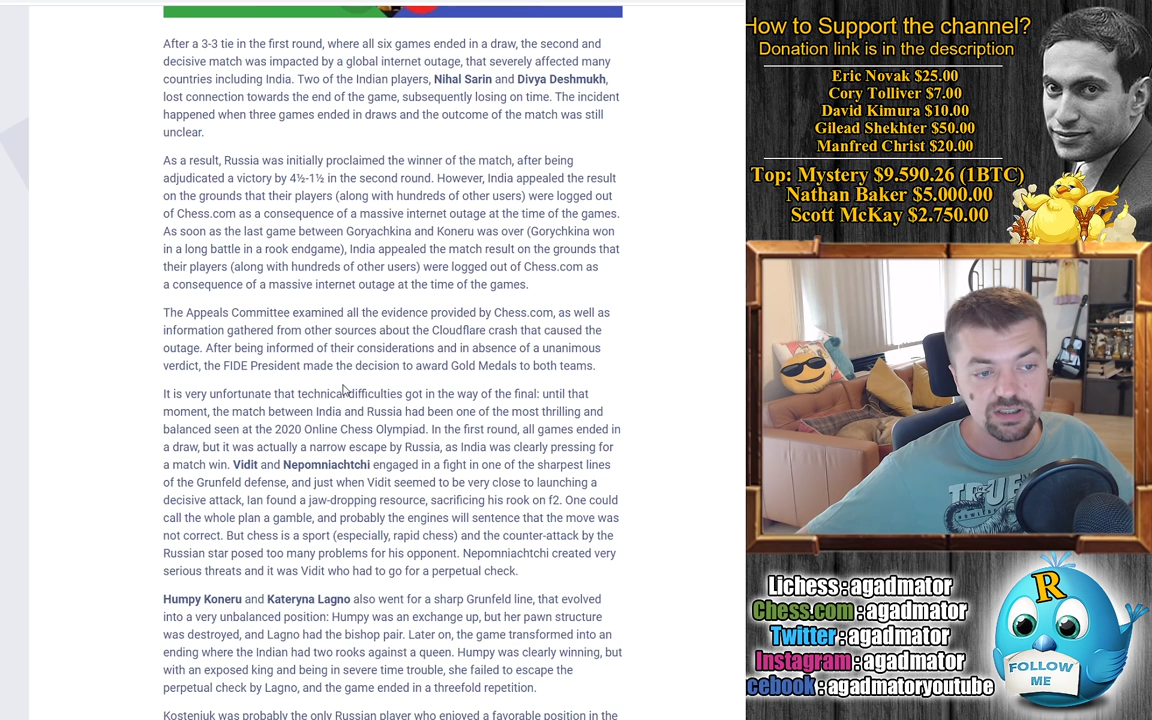 After a 3-3 tie in the first round, where all six games ended in a draw, the second and
decisive match was impacted by a global internet outage, that severely affected many
countries including India. Two of the Indian players, Nihal Sarin and Divya Deshmukh,
lost connection towards the end of the game, subsequently losing on time. The incident
happened when three games ended in draws and the outcome of the match was still
unclear.
As a result, Russia was initially proclaimed the winner of the match, after being
adjudicated a victory by 4½-1½ in the second round. However, India appealed the result
on the grounds that their players (along with hundreds of other users) were logged out
of Chess.com as a consequence of a massive internet outage at the time of the games.
As soon as the last game between Goryachkina and Koneru was over (Gorychkina won
in a long battle in a rook endgame), India appealed the match result on the grounds that
their players (along with hundreds of other users) were logged out of Chess.com as
a consequence of a massive internet outage at the time of the games.
The Appeals Committee examined all the evidence provided by Chess.com, as well as
information gathered from other sources about the Cloudflare crash that caused the
outage. After being informed of their considerations and in absence of a unanimous
verdict, the FIDE President made the decision to award Gold Medals to both teams.
It is very unfortunate that technical difficulties got in the way of the final: until that
moment, the match between India and Russia had been one of the most thrilling and
balanced seen at the 2020 Online Chess Olympiad. In the first round, all games ended in
a draw, but it was actually a narrow escape by Russia, as India was clearly pressing for
a match win. Vidit and Nepomniachtchi engaged in a fight in one of the sharpest lines
of the Grunfeld defense, and just when Vidit seemed to be very close to launching a
decisive attack, Ian found a jaw-dropping resource, sacrificing his rook on f2. One could
call the whole plan a gamble, and probably the engines will sentence that the move was
not correct. But chess is a sport (especially, rapid chess) and the counter-attack by the
Russian star posed too many problems for his opponent. Nepomniachtchi created very
serious threats and it was Vidit who had to go for a perpetual check.
Humpy Koneru and Kateryna Lagno also went for a sharp Grunfeld line, that evolved
into a very unbalanced position: Humpy was an exchange up, but her pawn structure
was destroyed, and Lagno had the bishop pair. Later on, the game transformed into an
ending where the Indian had two rooks against a queen. Humpy was clearly winning, but
with an exposed king and being in severe time trouble, she failed to escape the
perpetual check by Lagno, and the game ended in a threefold repetition.
Kosteniuk was probably the only Russian player who enjoyed a favorable position in the
How to Support the channel?
Donation link is in the description
Eric Novak $25.00
Cory Tolliver $7.00
David Kimura $10.00
Gilead Shekhter $50.00
Manfred Christ $20.00
Top: Mystery $9.590.26 (1BTC)
Nathan Baker $5.000.00
Scott McKay $2.750.00
TRUE
Lichess : agadmator
Chess.com : agadmator
Twitter : agadmator
Instagram : agadmator
cebook : agadmatoryoutube
R
FOLLOW
ME